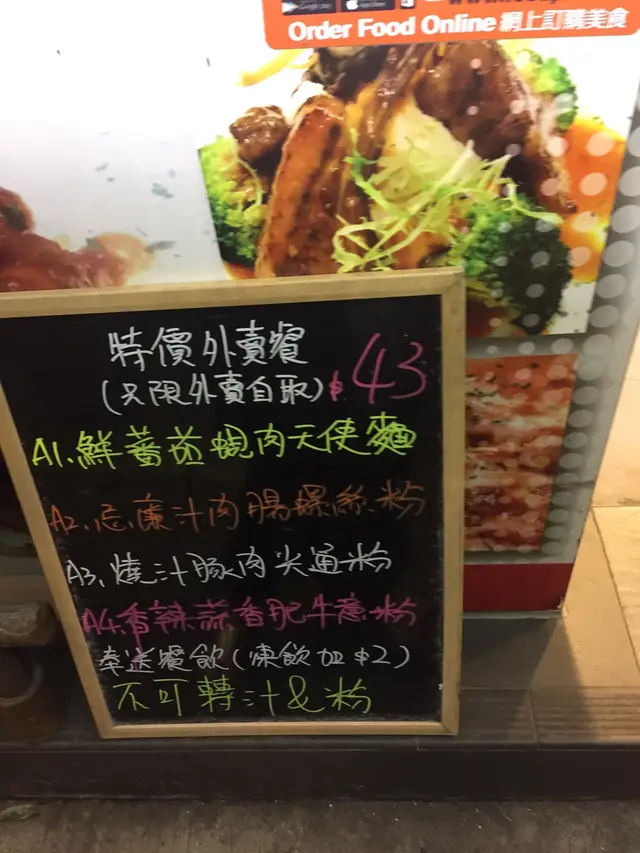 Order Food Online 網上訂購美食
特價外賣餐
(只限外賣自取) $43
A1.鮮蕃茄蜆肉天使麵
A2.忌廉汁肉腸螺絲粉
A3.燒汁豚肉尖通粉
A4.香辣蒜香肥牛意粉
奉送餐飲(凍飲加$2)
不可轉汁&粉